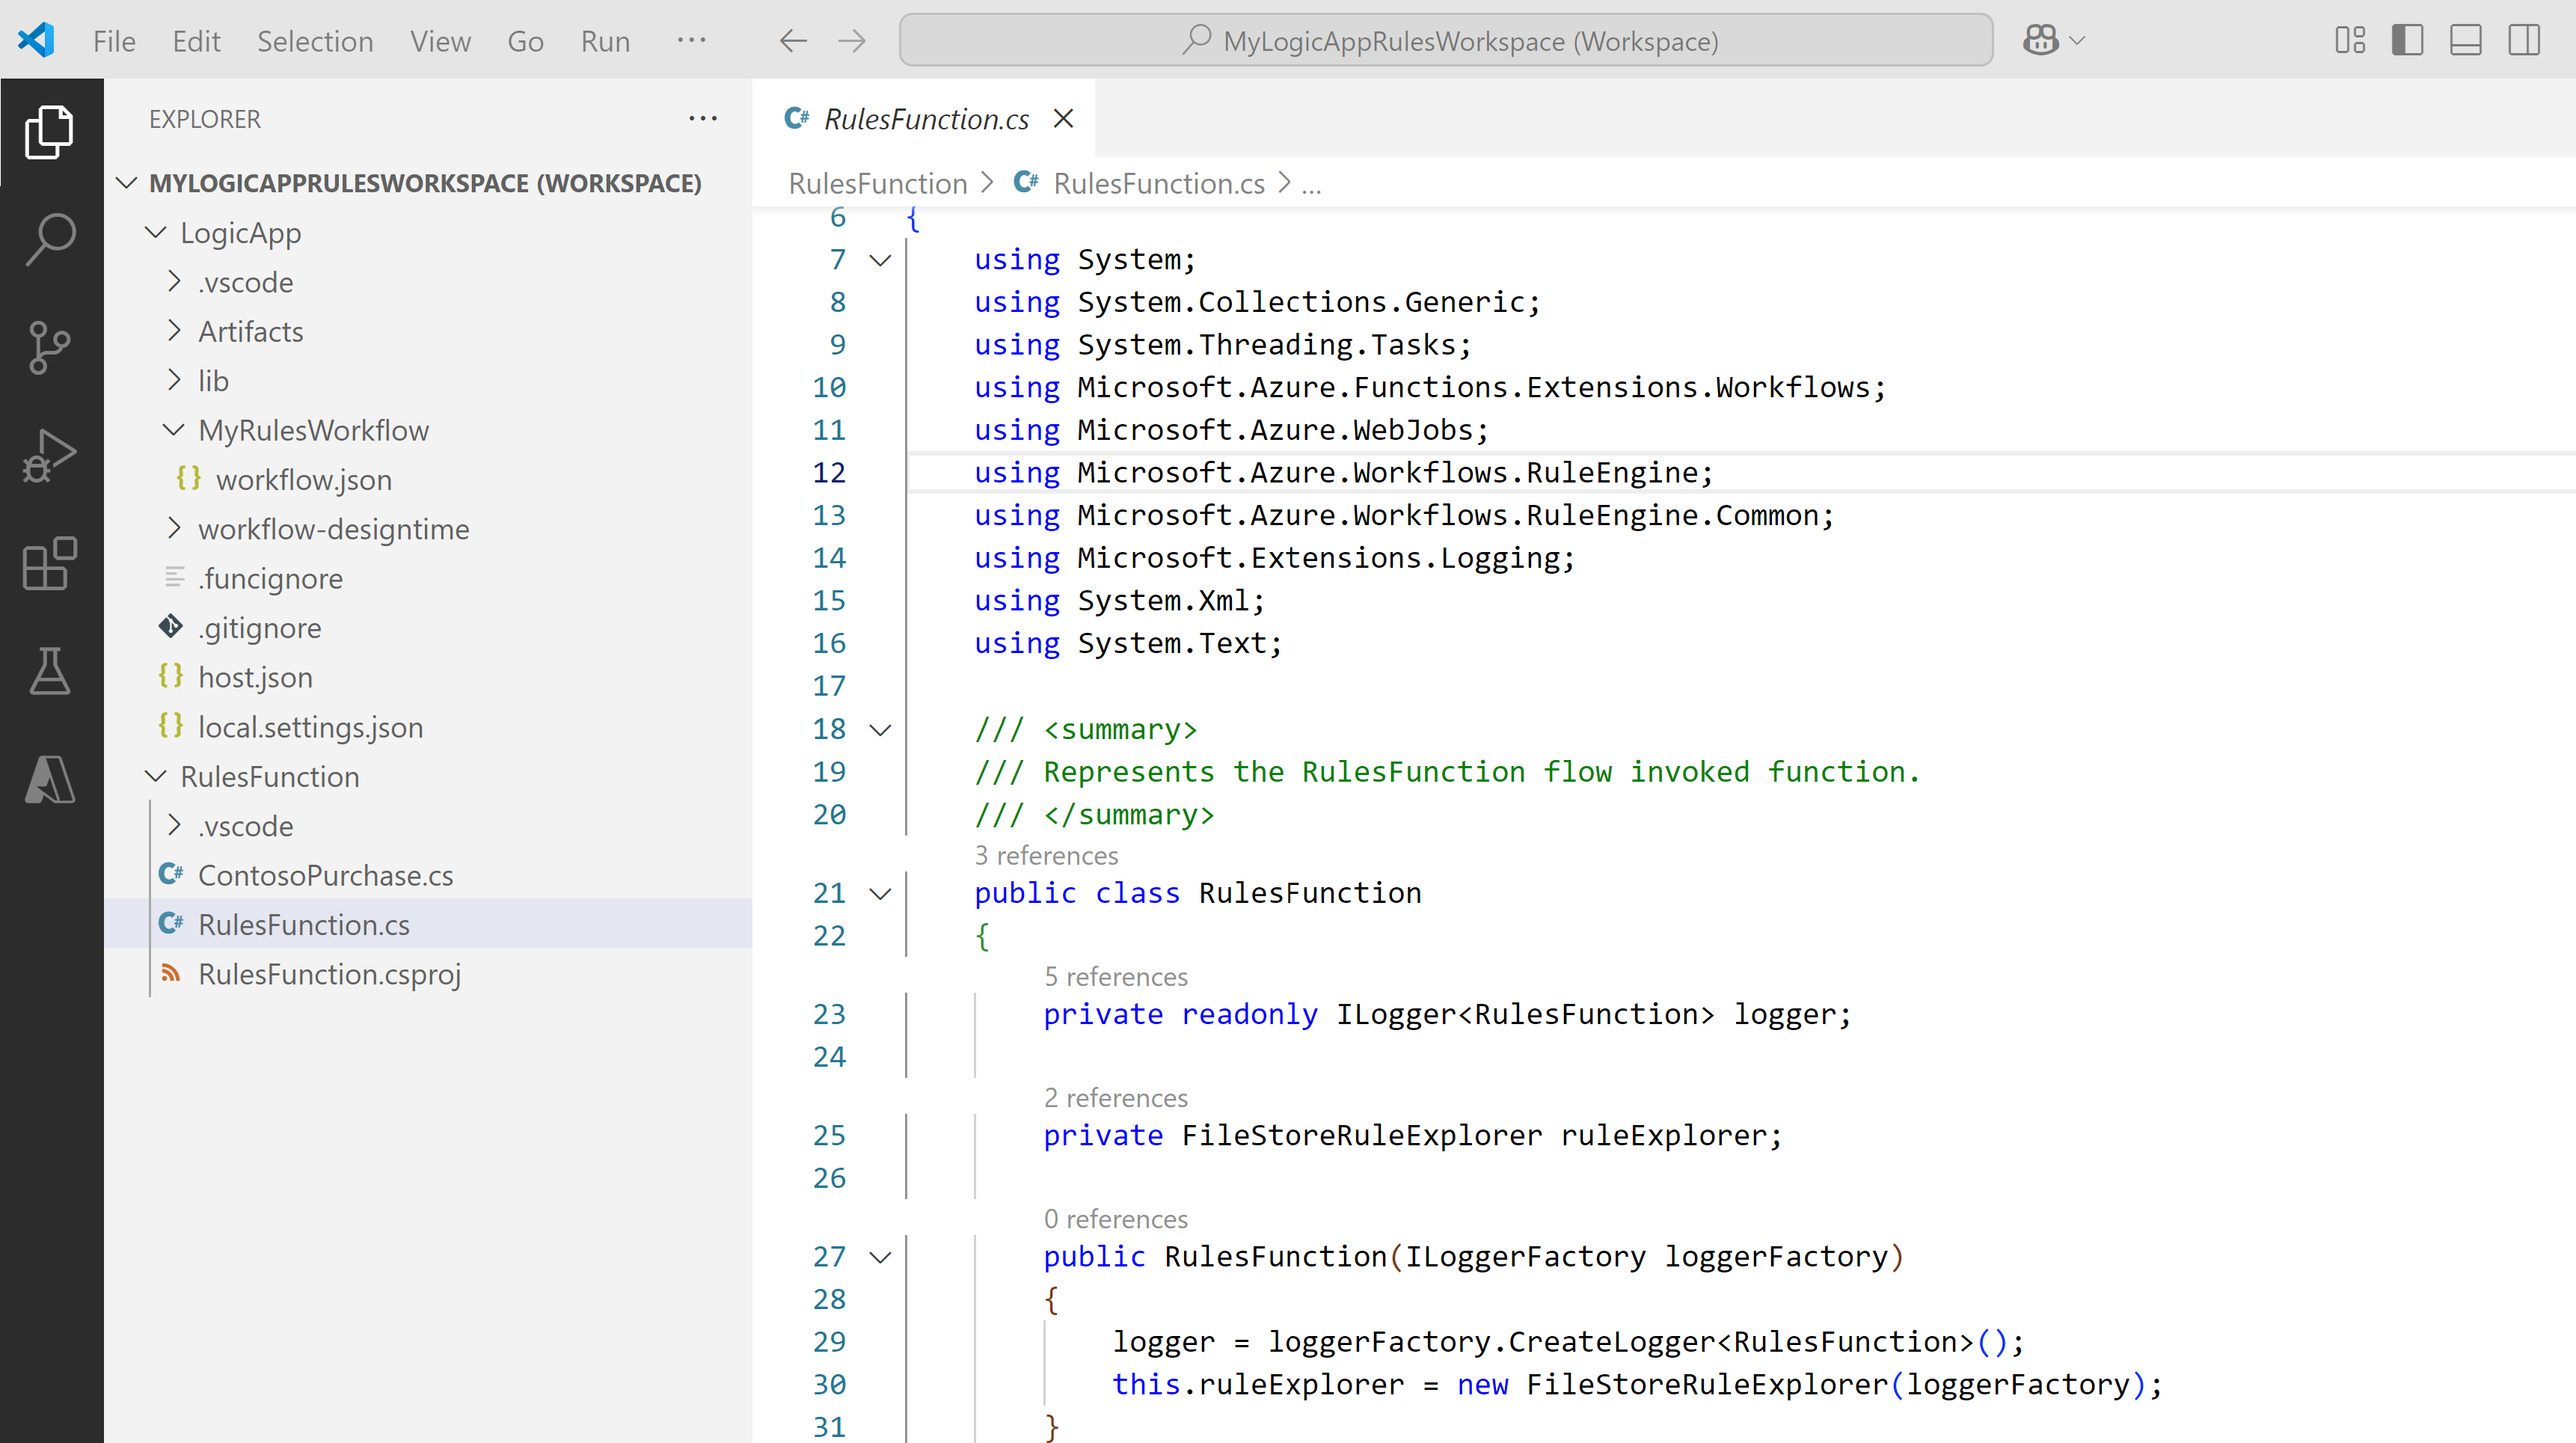 File Edit Selection View Go Run ··· MyLogicAppRulesWorkspace (Workspace)
EXPLORER ···
MYLOGICAPPRULESWORKSPACE (WORKSPACE)
LogicApp
.vscode
Artifacts
lib
MyRulesWorkflow
{} workflow.json
workflow-designtime
.funcignore
.gitignore
{} host.json
{} local.settings.json
RulesFunction
.vscode
C# ContosoPurchase.cs
C# RulesFunction.cs
RulesFunction.csproj
C# RulesFunction.cs
RulesFunction > C# RulesFunction.cs > ...
6 {
7 using System;
8 using System.Collections.Generic;
9 using System.Threading.Tasks;
10 using Microsoft.Azure.Functions.Extensions.Workflows;
11 using Microsoft.Azure.WebJobs;
12 using Microsoft.Azure.Workflows.RuleEngine;
13 using Microsoft.Azure.Workflows.RuleEngine.Common;
14 using Microsoft.Extensions.Logging;
15 using System.Xml;
16 using System.Text;
17
18 /// <summary>
19 /// Represents the RulesFunction flow invoked function.
20 /// </summary>
3 references
21 public class RulesFunction
22 {
5 references
23 private readonly ILogger<RulesFunction> logger;
24
2 references
25 private FileStoreRuleExplorer ruleExplorer;
26
0 references
27 public RulesFunction(ILoggerFactory loggerFactory)
28 {
29 logger = loggerFactory.CreateLogger<RulesFunction>();
30 this.ruleExplorer = new FileStoreRuleExplorer(loggerFactory);
31 }